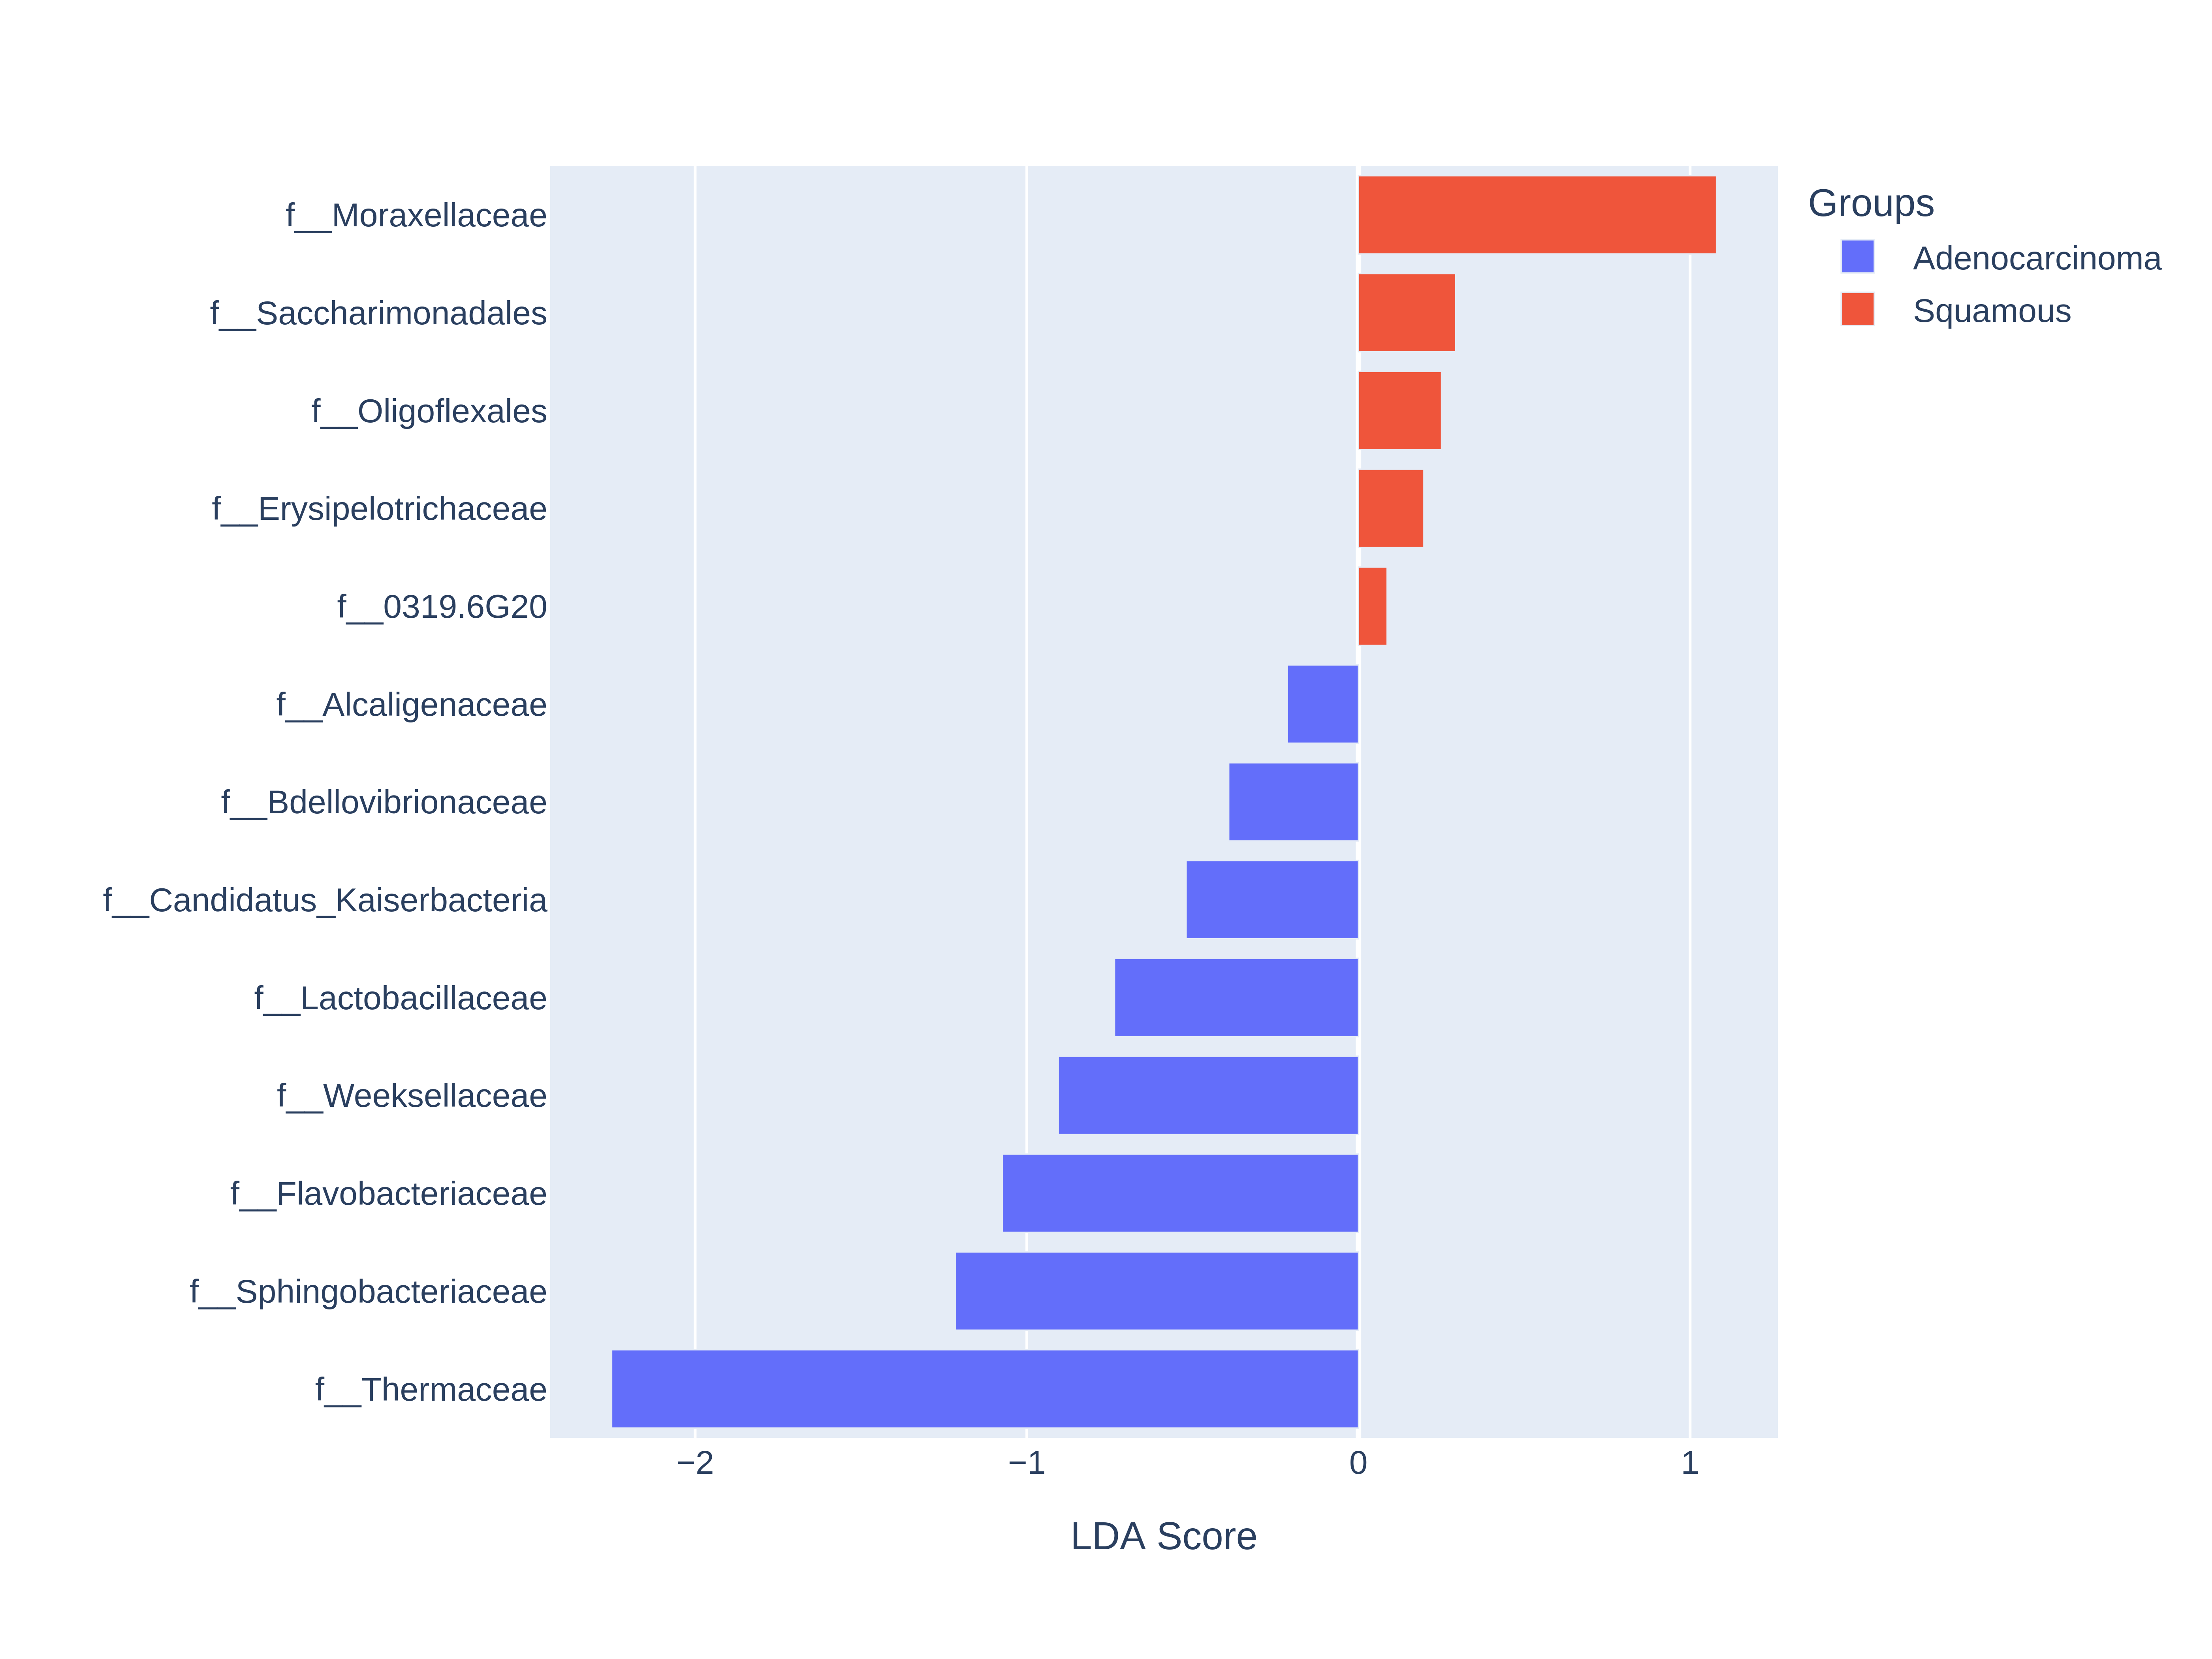 f__Moraxellaceae
f__Saccharimonadales
f__Oligoflexales
f__Erysipelotrichaceae
f__0319.6G20
f__Alcaligenaceae
f__Bdellovibrionaceae
f__Candidatus_Kaiserbacteria
f__Lactobacillaceae
f__Weeksellaceae
f__Flavobacteriaceae
f__Sphingobacteriaceae
f__Thermaceae
−2 −1 0 1
LDA Score
Groups
Adenocarcinoma
Squamous